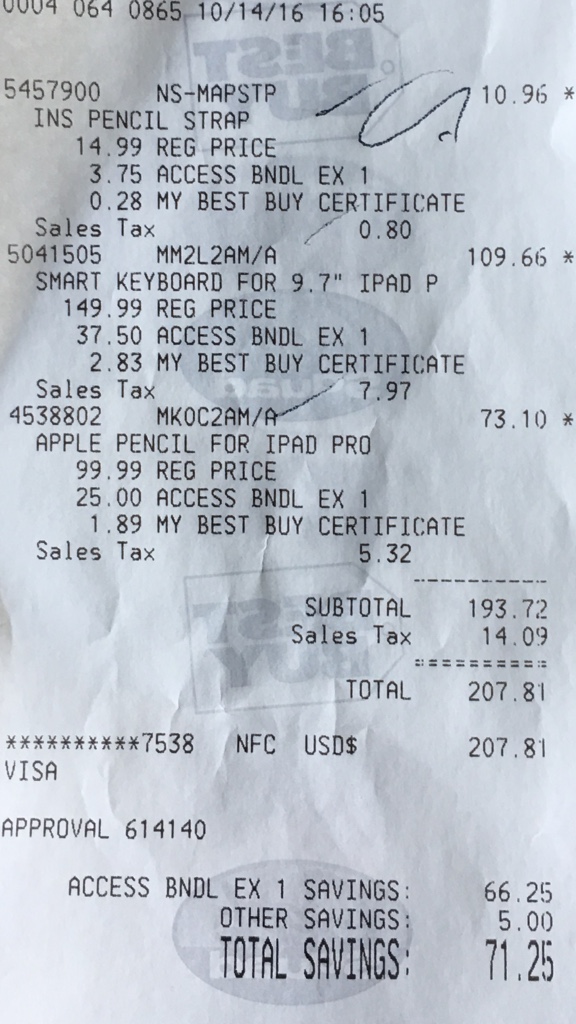 0004 064 0865 10/14/16 16:05
5457900 NS-MAPSTP 10.96 *
INS PENCIL STRAP
14.99 REG PRICE
3.75 ACCESS BNDL EX 1
0.28 MY BEST BUY CERTIFICATE
Sales Tax 0.80
5041505 MM2L2AM/A 109.66 *
SMART KEYBOARD FOR 9.7" IPAD P
149.99 REG PRICE
37.50 ACCESS BNDL EX 1
2.83 MY BEST BUY CERTIFICATE
Sales Tax 7.97
4538802 MK0C2AM/A 73.10 *
APPLE PENCIL FOR IPAD PRO
99.99 REG PRICE
25.00 ACCESS BNDL EX 1
1.89 MY BEST BUY CERTIFICATE
Sales Tax 5.32
------------
SUBTOTAL 193.72
Sales Tax 14.09
==========
TOTAL 207.81
**********7538 NFC USD$ 207.81
VISA
APPROVAL 614140
ACCESS BNDL EX 1 SAVINGS: 66.25
OTHER SAVINGS: 5.00
TOTAL SAVINGS: 71.25